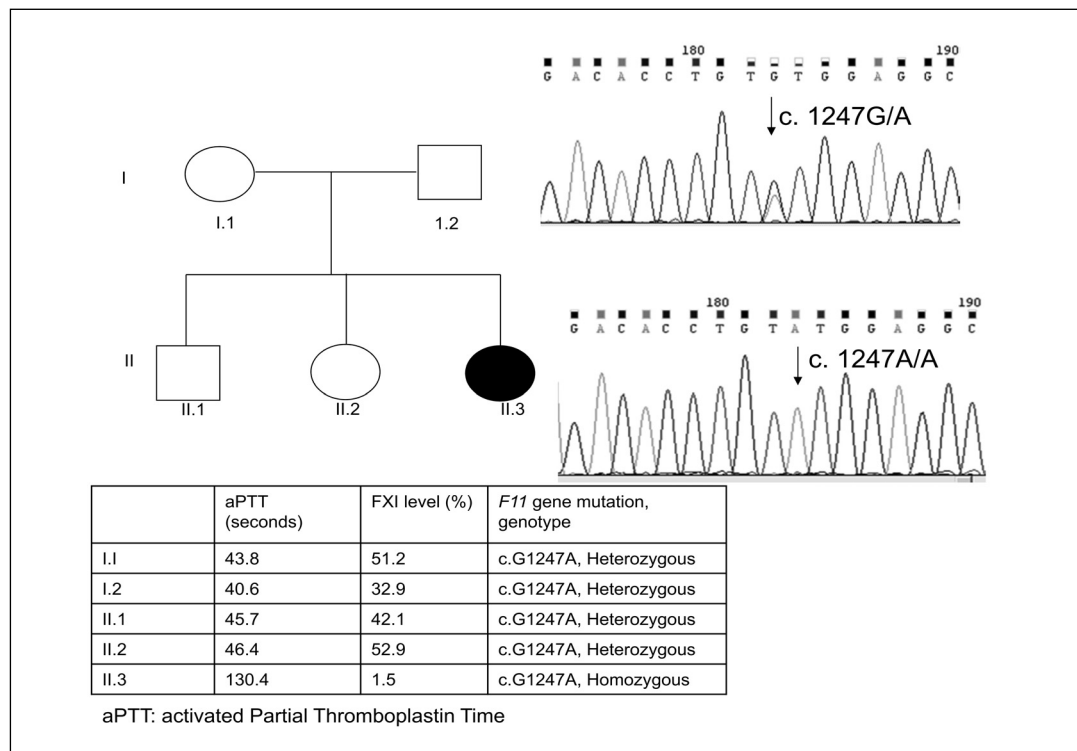 180 190
G A C A C C T G T G T G G A G G C
c. 1247G/A
I
I.1 1.2
180 190
G A C A C C T G T A T G G A G G C
c. 1247A/A
II
II.1 II.2 II.3
aPTT (seconds) FXI level (%) F11 gene mutation, genotype
I.I 43.8 51.2 c.G1247A, Heterozygous
I.2 40.6 32.9 c.G1247A, Heterozygous
II.1 45.7 42.1 c.G1247A, Heterozygous
II.2 46.4 52.9 c.G1247A, Heterozygous
II.3 130.4 1.5 c.G1247A, Homozygous
aPTT: activated Partial Thromboplastin Time